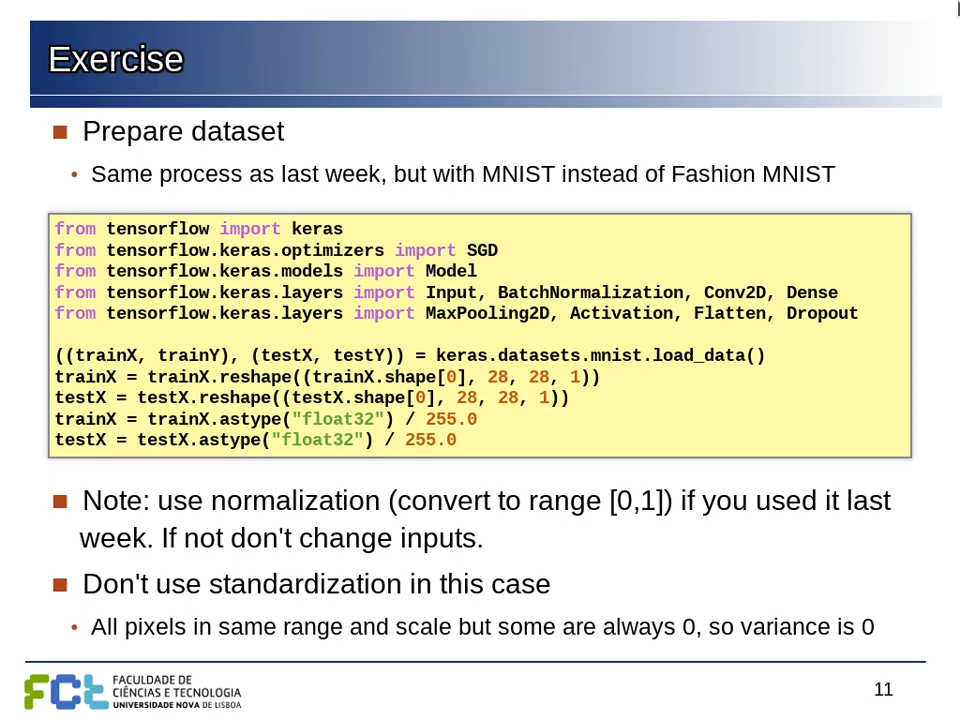 Exercise
Prepare dataset
• Same process as last week, but with MNIST instead of Fashion MNIST
from tensorflow import keras
from tensorflow.keras.optimizers import SGD
from tensorflow.keras.models import Model
from tensorflow.keras.layers import Input, BatchNormalization, Conv2D, Dense
from tensorflow.keras.layers import MaxPooling2D, Activation, Flatten, Dropout

((trainX, trainY), (testX, testY)) = keras.datasets.mnist.load_data()
trainX = trainX.reshape((trainX.shape[0], 28, 28, 1))
testX = testX.reshape((testX.shape[0], 28, 28, 1))
trainX = trainX.astype("float32") / 255.0
testX = testX.astype("float32") / 255.0
Note: use normalization (convert to range [0,1]) if you used it last
week. If not don't change inputs.
Don't use standardization in this case
• All pixels in same range and scale but some are always 0, so variance is 0
FCt
FACULDADE DE
CIÊNCIAS E TECNOLOGIA
UNIVERSIDADE NOVA DE LISBOA
11